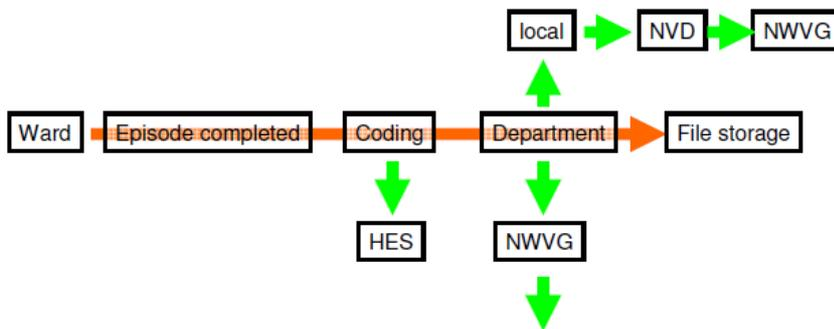 local NVD NWVG
Ward Episode completed Coding Department File storage
HES NWVG